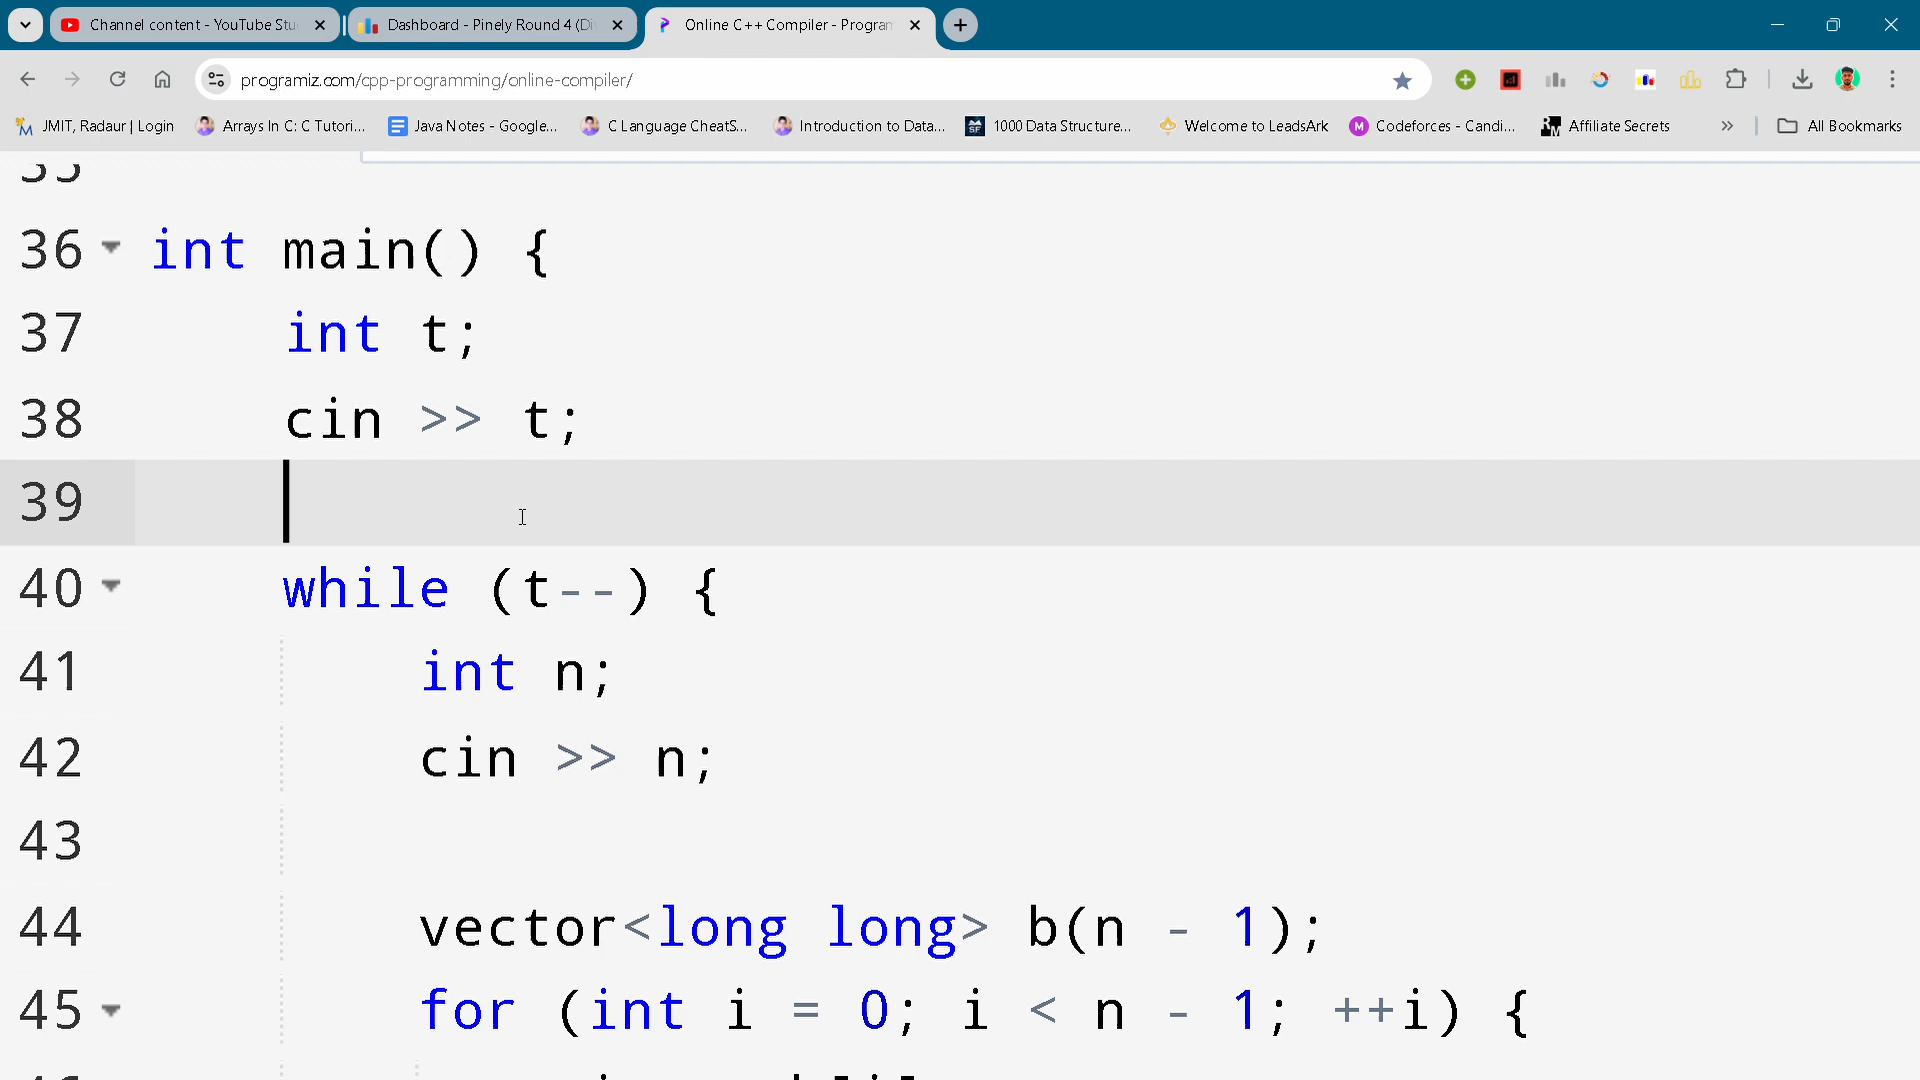 Channel content - YouTube Stu
Dashboard - Pinely Round 4 (Di
Online C++ Compiler - Program
programiz.com/cpp-programming/online-compiler/
JMIT, Radaur | Login
Arrays In C: C Tutori...
Java Notes - Google...
C Language CheatS...
Introduction to Data...
1000 Data Structure...
Welcome to LeadsArk
Codeforces - Candi...
Affiliate Secrets
All Bookmarks
35
36 int main() {
37 int t;
38 cin >> t;
39
40 while (t--) {
41 int n;
42 cin >> n;
43
44 vector<long long> b(n - 1);
45 for (int i = 0; i < n - 1; ++i) {